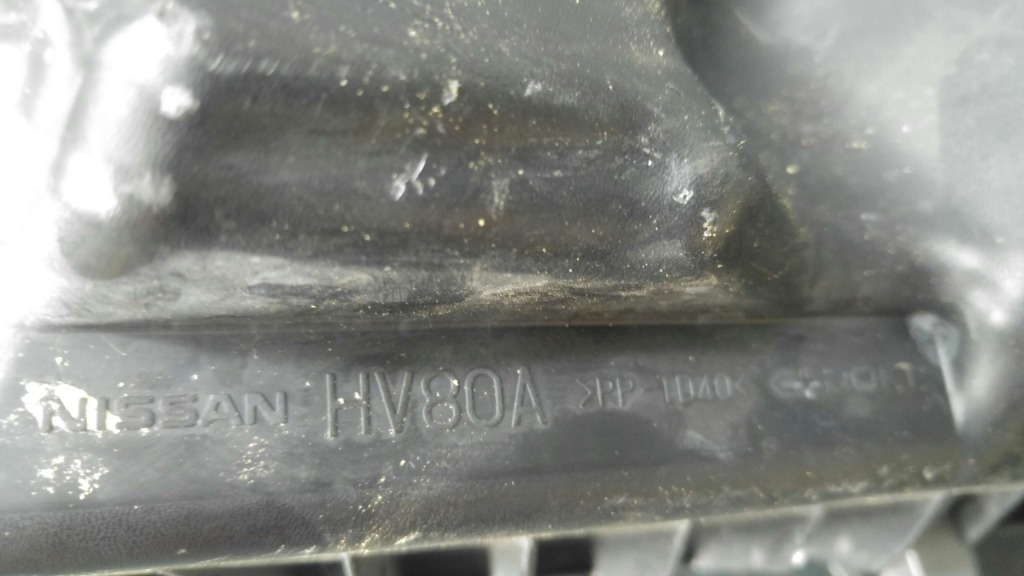 NISSAN HV80A >PP-TD40<